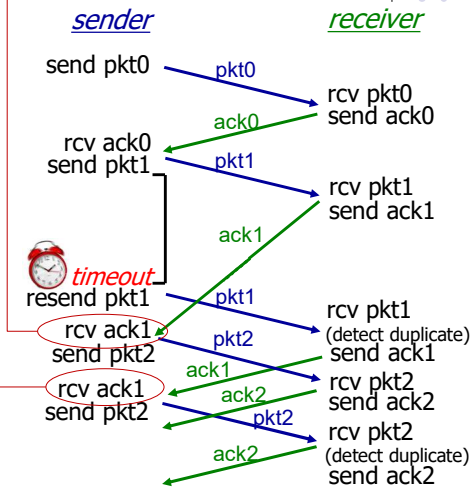 sender
receiver
send pkt0
pkt0
rcv pkt0
send ack0
ack0
rcv ack0
send pkt1
pkt1
rcv pkt1
send ack1
ack1
timeout
resend pkt1
pkt1
rcv pkt1
(detect duplicate)
send ack1
rcv ack1
send pkt2
pkt2
ack1
rcv pkt2
send ack2
rcv ack1
send pkt2
ack2
pkt2
rcv pkt2
(detect duplicate)
send ack2
ack2